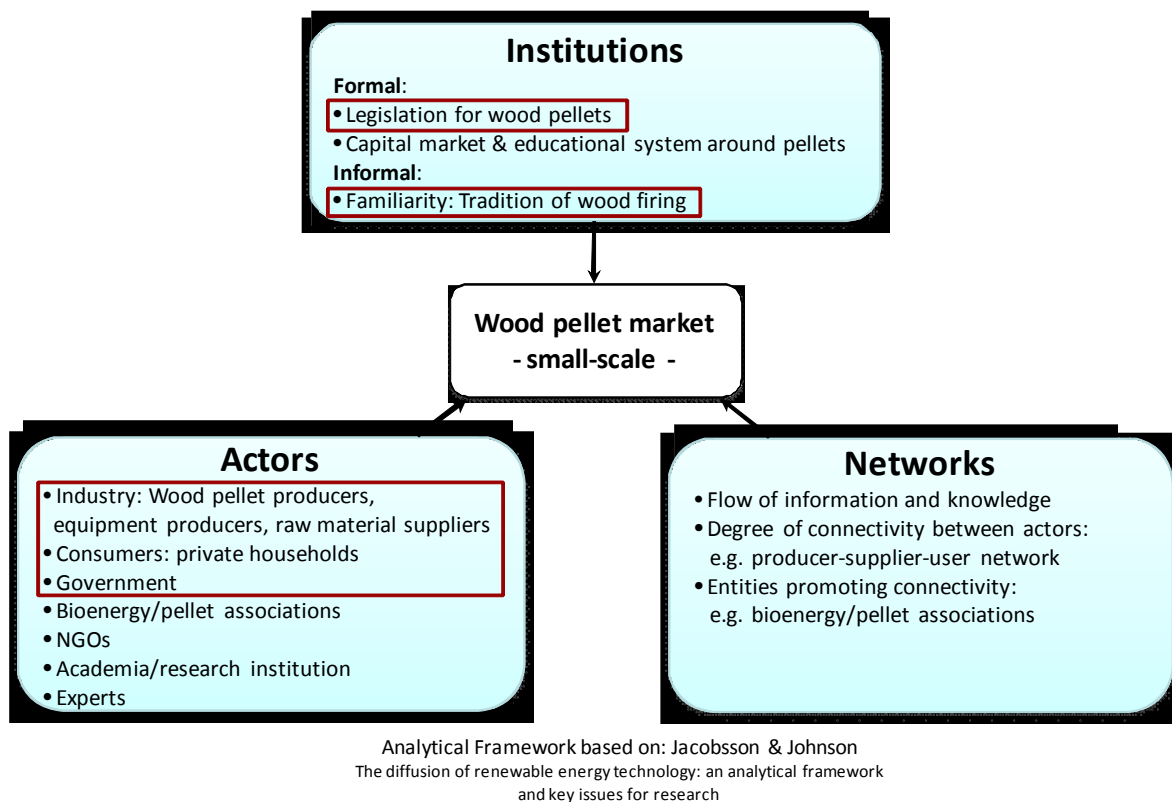 Institutions
Formal:
• Legislation for wood pellets
• Capital market & educational system around pellets
Informal:
• Familiarity: Tradition of wood firing
Wood pellet market
- small-scale -
Actors
• Industry: Wood pellet producers,
equipment producers, raw material suppliers
• Consumers: private households
• Government
• Bioenergy/pellet associations
• NGOs
• Academia/research institution
• Experts
Networks
• Flow of information and knowledge
• Degree of connectivity between actors:
e.g. producer-supplier-user network
• Entities promoting connectivity:
e.g. bioenergy/pellet associations
Analytical Framework based on: Jacobsson & Johnson
The diffusion of renewable energy technology: an analytical framework
and key issues for research